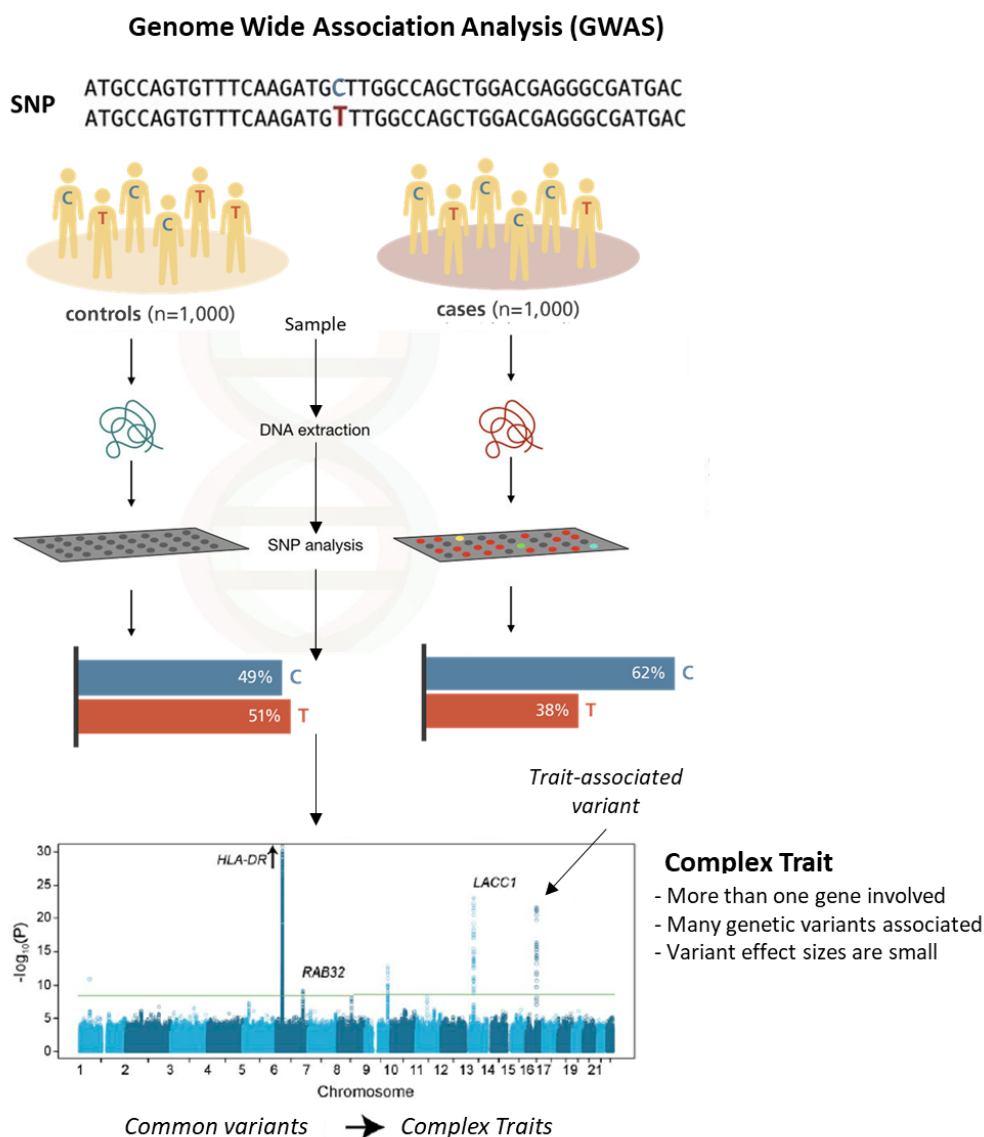 Genome Wide Association Analysis (GWAS)
SNP
ATGCCAGTGTTTCAAGATGCTTGGCCAGCTGGACGAGGGCGATGAC
ATGCCAGTGTTTCAAGATGTTTGGCCAGCTGGACGAGGGCGATGAC
C T C C T T
C T C C C T
controls (n=1,000)
cases (n=1,000)
Sample
DNA extraction
SNP analysis
49% C
51% T
62% C
38% T
Trait-associated
variant
HLA-DR
RAB32
LACC1
-log10(P)
30
25
20
15
10
5
0
1 2 3 4 5 6 7 8 9 10 11 12 13 14 15 16 17 19 21
Chromosome
Complex Trait
- More than one gene involved
- Many genetic variants associated
- Variant effect sizes are small
Common variants → Complex Traits